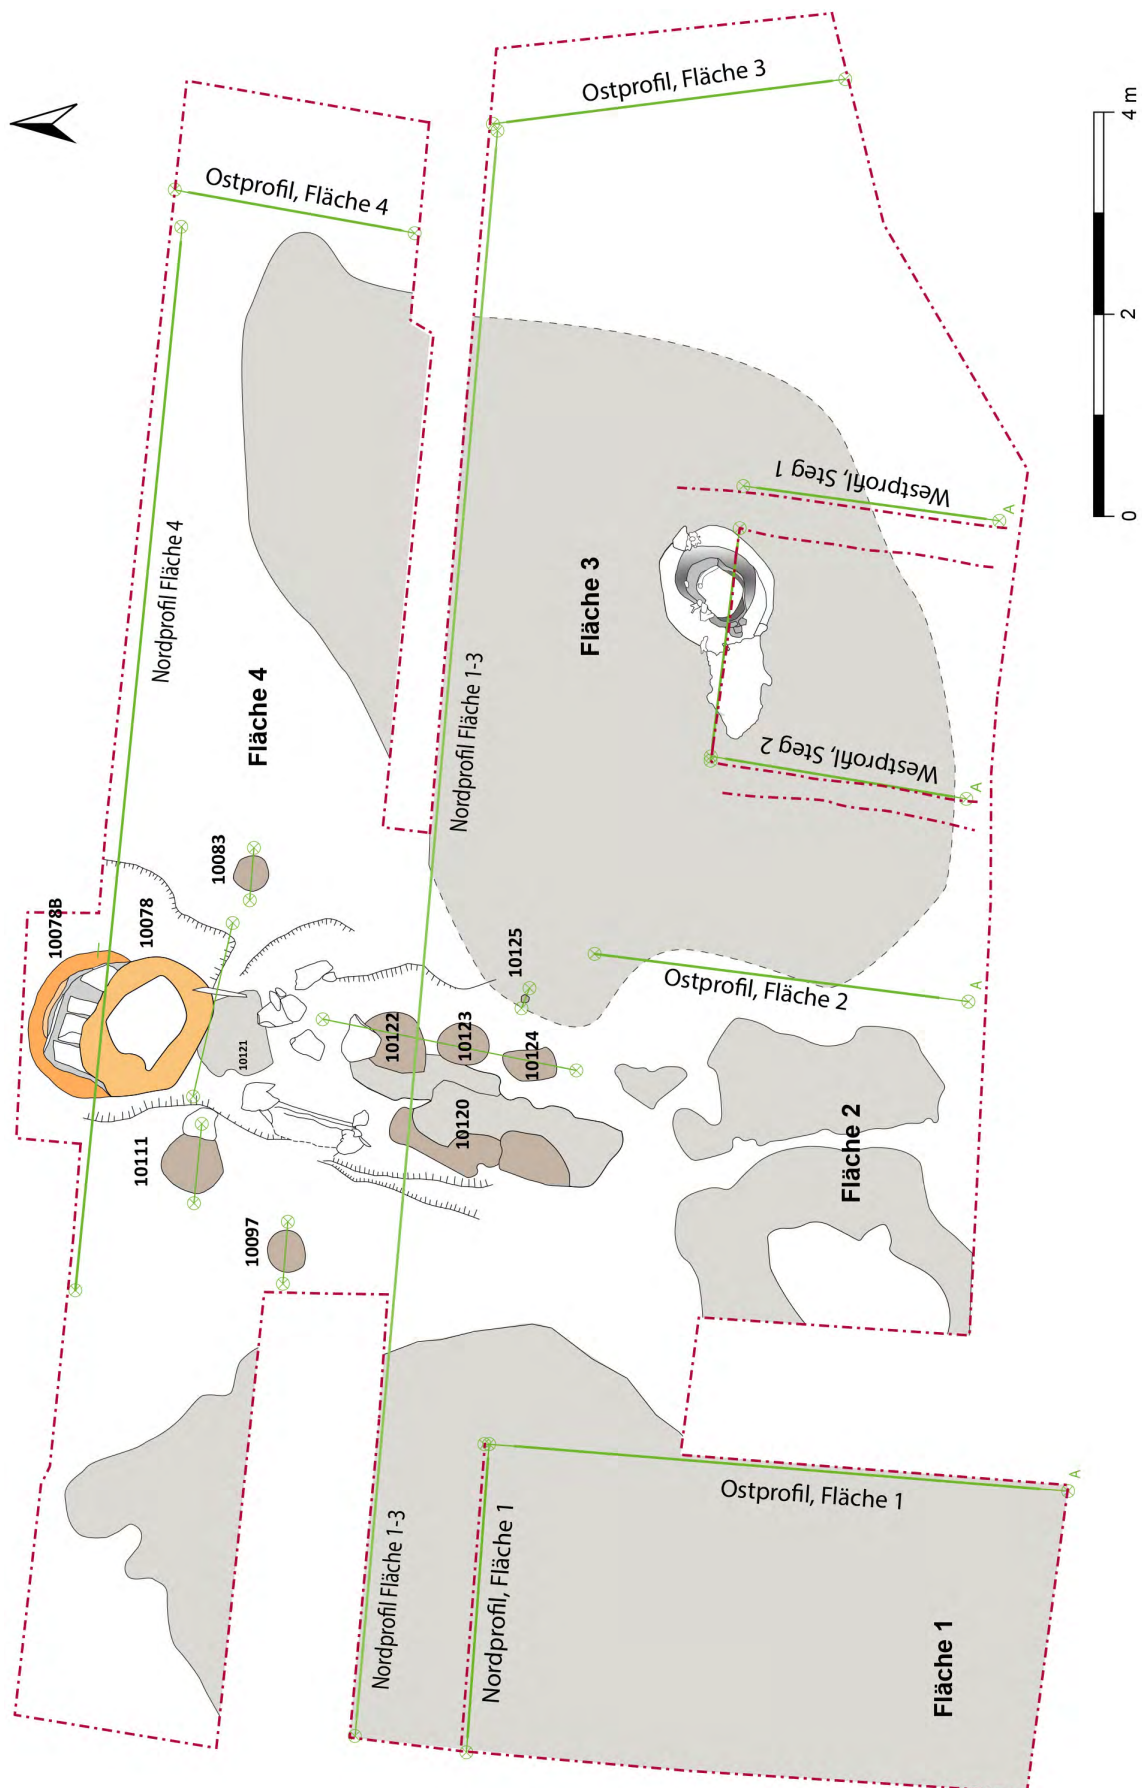 Ostprofil, Fläche 3
Ostprofil, Fläche 4
4 m
2
0
Nordprofil Fläche 4
Fläche 4
Nordprofil Fläche 1-3
Fläche 3
Westprofil, Steg 1
A
Westprofil, Steg 2
A
10083
10078B
10078
10125
Ostprofil, Fläche 2
A
10121
10122
10123
10124
10120
10111
10097
Fläche 2
Nordprofil Fläche 1-3
Nordprofil, Fläche 1
Ostprofil, Fläche 1
A
Fläche 1